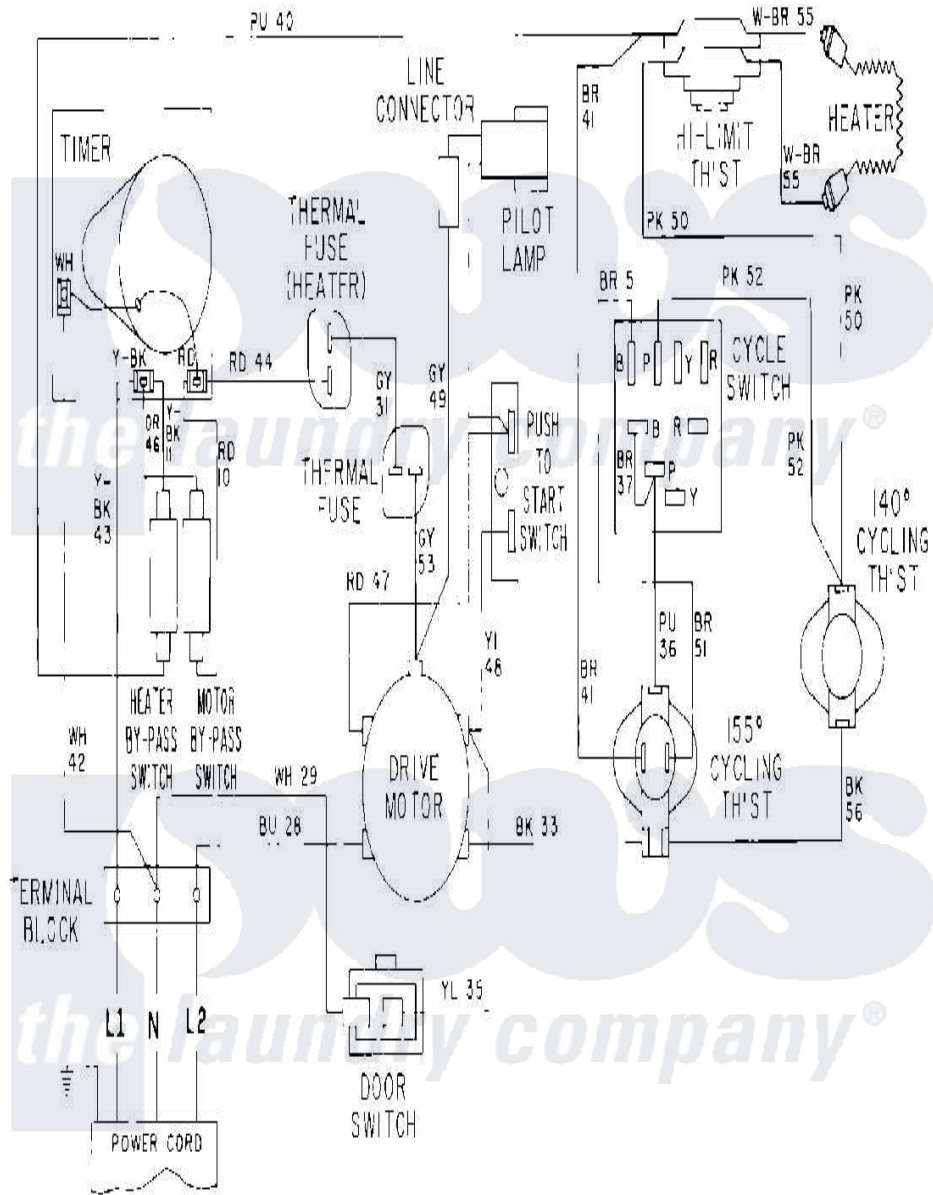 PU 40
W-BR 55
LINE
CONNECTOR
BR
41
HI-LIMIT
TH'ST
HEATER
W-BR
55
TIMER
THERMAL
FUSE
(HEATER)
PILOT
LAMP
PK 50
WH
BR 5
PK 52
PK
50
Y-BK
RD
RD 44
GY
31
GY
49
B
P
Y
R
CYCLE
SWITCH
OR
46
Y-
BK
11
RD
10
PUSH
TO
START
SWITCH
B
R
BR
37
P
Y
PK
52
THERMAL
FUSE
Y-
BK
43
GY
53
140°
CYCLING
TH'ST
RD 47
YL
48
PU
36
BR
51
BR
41
HEATER
BY-PASS
SWITCH
MOTOR
BY-PASS
SWITCH
WH
42
WH 29
DRIVE
MOTOR
155°
CYCLING
TH'ST
BK
56
BU 28
BK 33
TERMINAL
BLOCK
YL 35
L1
N
L2
DOOR
SWITCH
POWER CORD
sous
the laundry company®
sous
the laundry company®